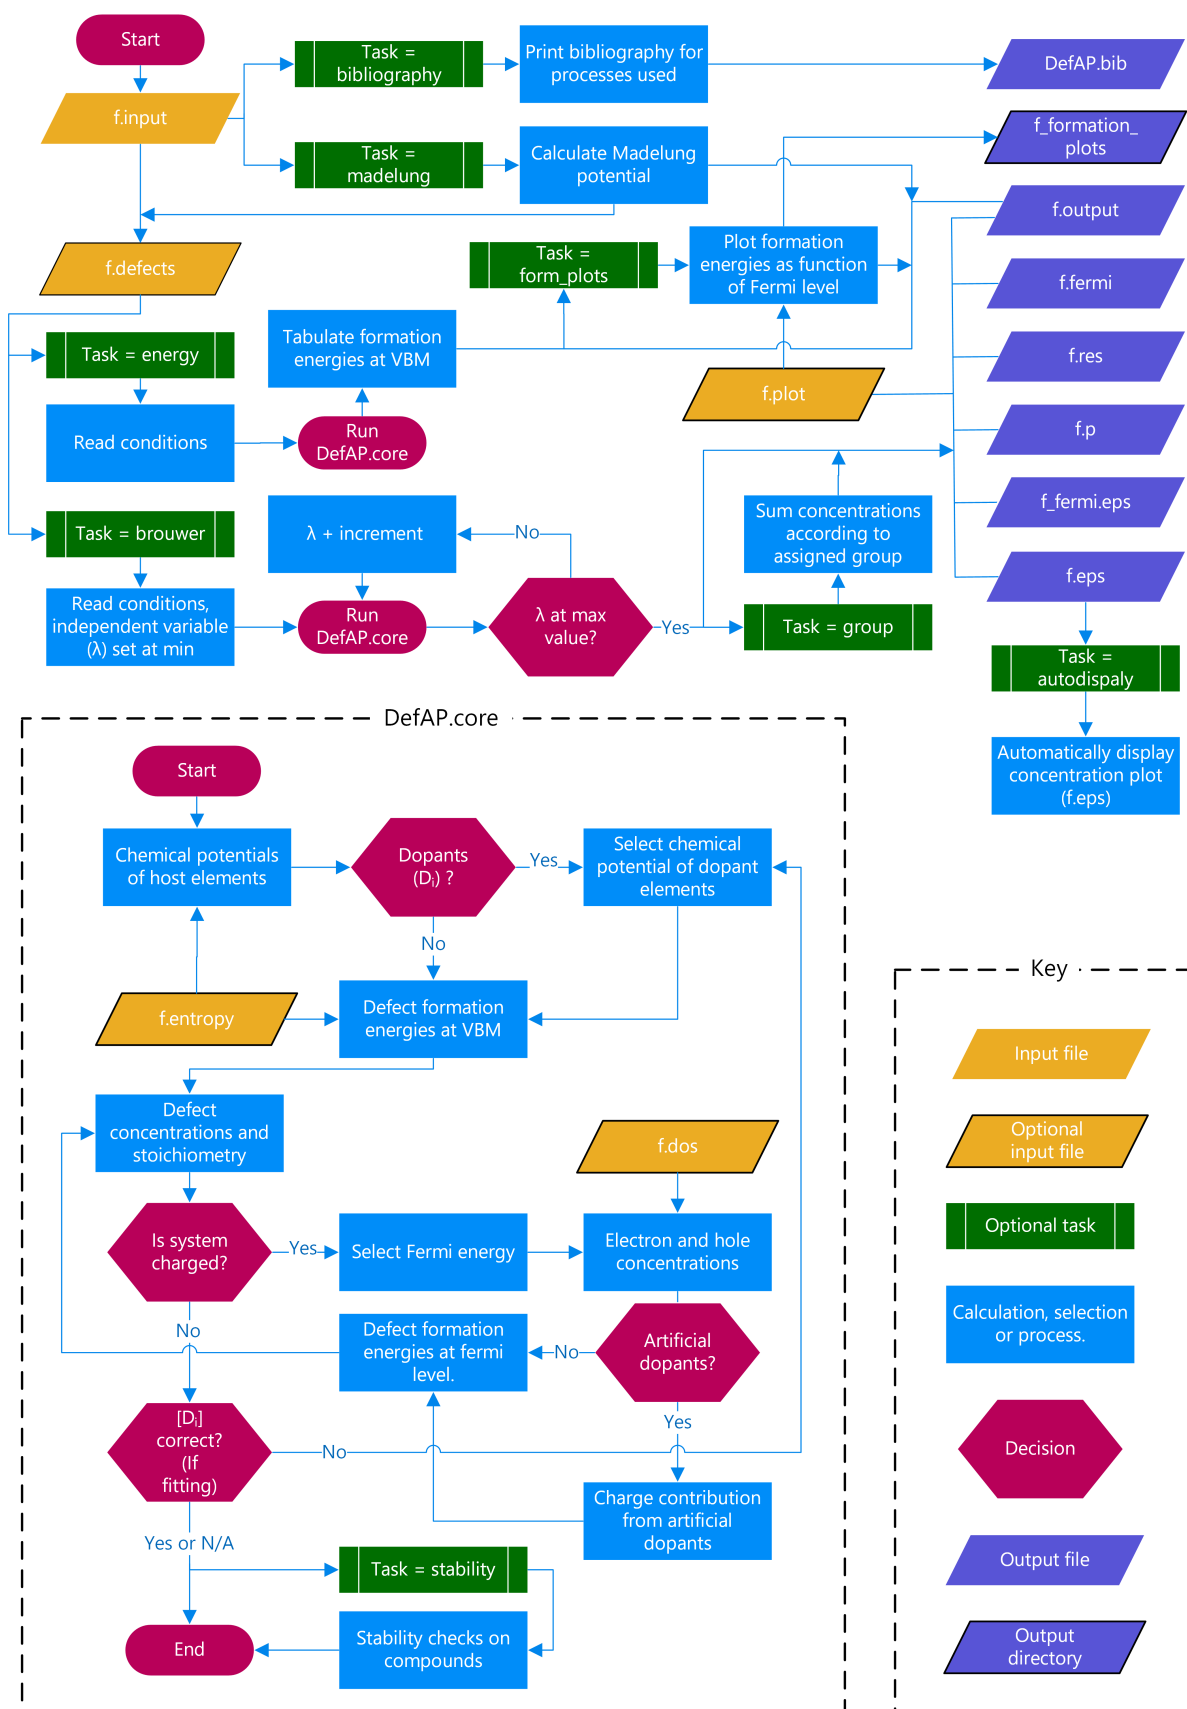 Start
f.input
Task =
bibliography
Print bibliography for
processes used
DefAP.bib
Task =
madelung
Calculate Madelung
potential
f_formation_
plots
f.output
f.defects
Task =
form_plots
Plot formation
energies as function
of Fermi level
f.fermi
Task = energy
Tabulate formation
energies at VBM
f.res
f.plot
Read conditions
Run
DefAP.core
f.p
Task = brouwer
λ + increment
No
Sum concentrations
according to
assigned group
f_fermi.eps
f.eps
Read conditions,
independent variable
(λ) set at min
Run
DefAP.core
λ at max
value?
Yes
Task = group
Task =
autodispaly
Automatically display
concentration plot
(f.eps)
DefAP.core
Start
Chemical potentials
of host elements
Dopants
(Dᵢ) ?
Yes
Select chemical
potential of dopant
elements
No
f.entropy
Defect formation
energies at VBM
Defect
concentrations and
stoichiometry
f.dos
Is system
charged?
Yes
Select Fermi energy
Electron and hole
concentrations
No
Defect formation
energies at fermi
level.
No
Artificial
dopants?
Yes
[Dᵢ]
correct?
(If
fitting)
No
Charge contribution
from artificial
dopants
Yes or N/A
Task = stability
End
Stability checks on
compounds
Key
Input file
Optional
input file
Optional task
Calculation, selection
or process.
Decision
Output file
Output
directory